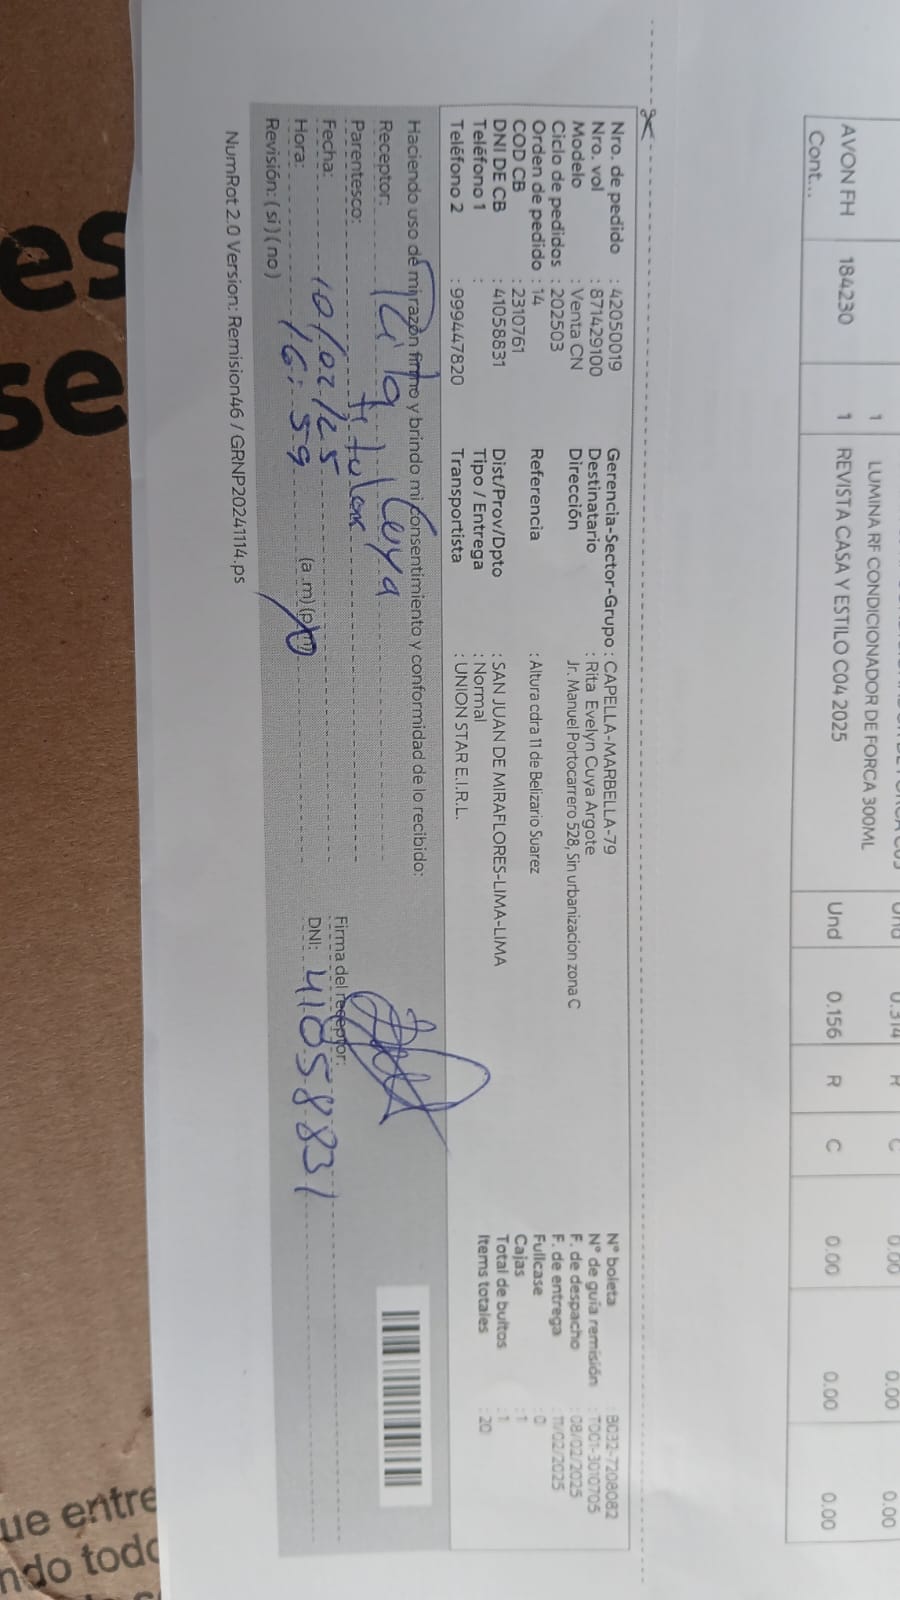 LUMINA RF CONDICIONADOR DE FORCA 300ML Und 0.314 R C 0.00 0.00 0.00
1
AVON FH 184230 1 REVISTA CASA Y ESTILO C04 2025 Und 0.156 R C 0.00 0.00 0.00
Cont...
Nro. de pedido : 42050019 Gerencia-Sector-Grupo : CAPELLA-MARBELLA-79 N° boleta : B032-7208082
Nro. vol : 871429100 Destinatario : Rita Evelyn Cuya Argote N° de guía remisión : T001-3010705
Modelo : Venta CN Dirección Jr. Manuel Portocarrero 528, Sin urbanizacion zona C F. de despacho : 08/02/2025
Ciclo de pedidos : 202503 F. de entrega : 11/02/2025
Orden de pedido : 14 Referencia : Altura cdra 11 de Belizario Suarez Fullcase : 0
COD CB : 2310761 Cajas : 1
DNI DE CB : 41058831 Dist/Prov/Dpto : SAN JUAN DE MIRAFLORES-LIMA-LIMA Total de bultos : 1
Teléfono 1 : Tipo / Entrega : Normal Items totales : 20
Teléfono 2 : 999447820 Transportista : UNION STAR E.I.R.L.
Haciendo uso de mi razón firmo y brindo mi consentimiento y conformidad de lo recibido:
Receptor: Rita Cuya
Parentesco: titular
Firma del receptor:
Fecha: 10/02/25
DNI: 41058831
Hora: 16:59 (a .m) (p.m)
Revisión: ( si ) ( no )
NumRot 2.0 Version: Remision46 / GRNP20241114.ps
es
se
ue entre
ndo todo